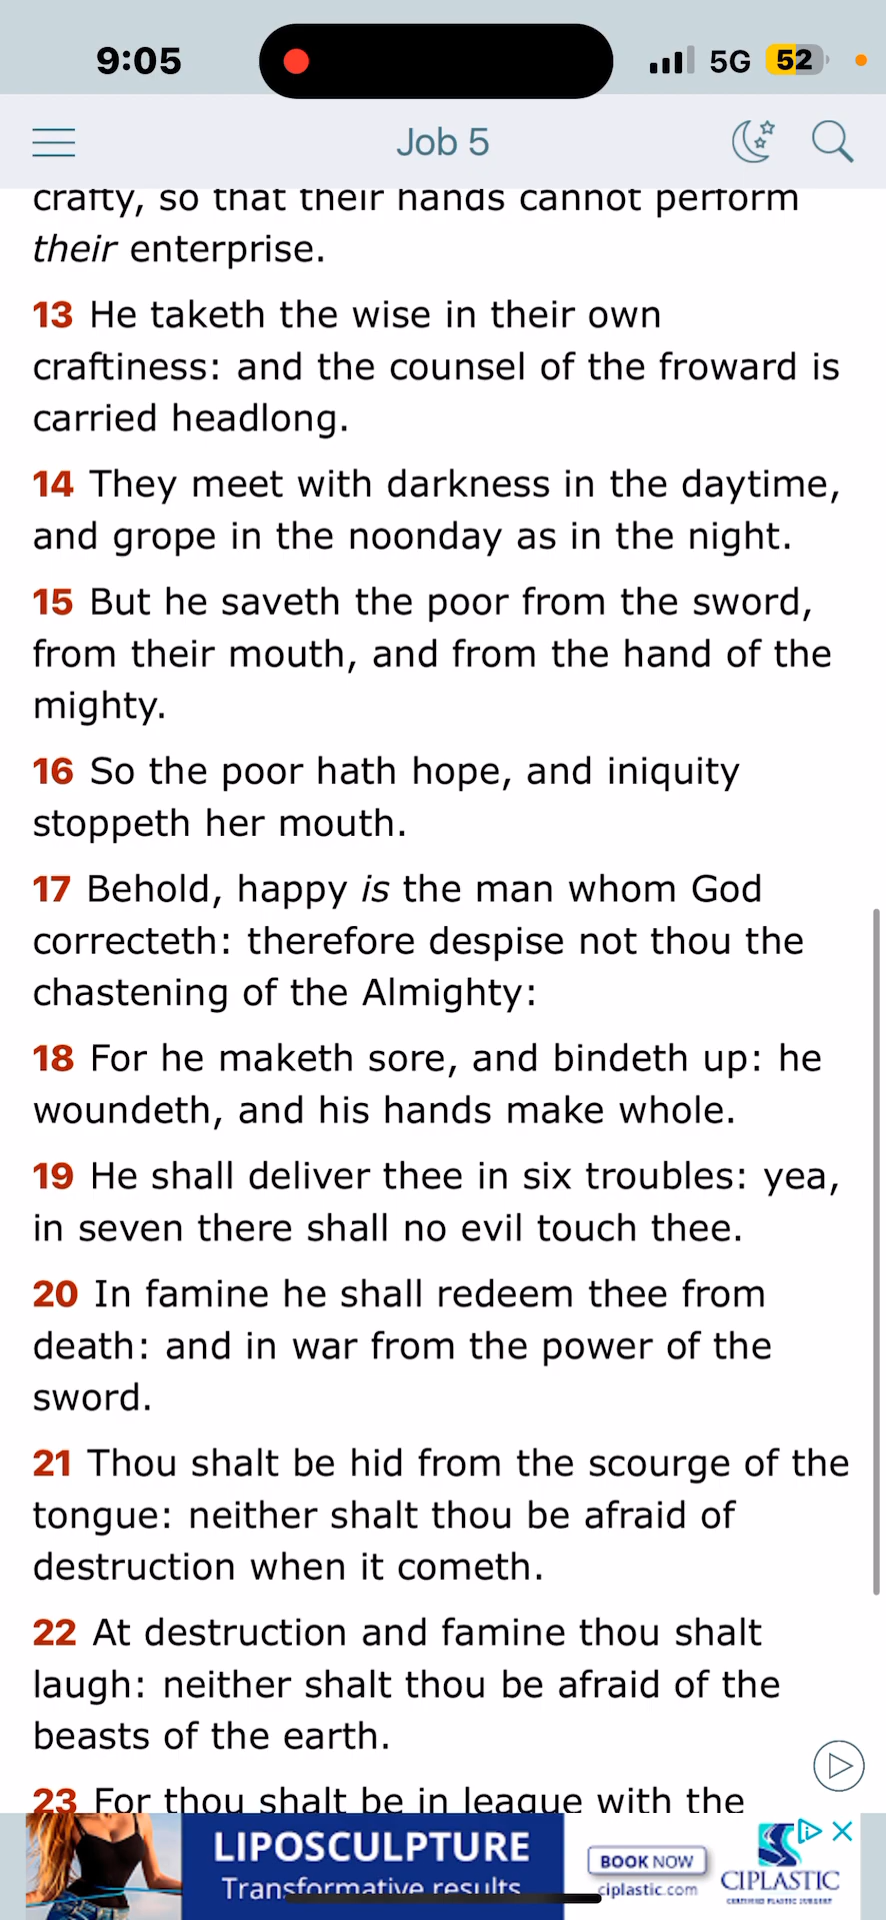 9:05
5G
52
Job 5
crafty, so that their hands cannot perform
their enterprise.
13 He taketh the wise in their own
craftiness: and the counsel of the froward is
carried headlong.
14 They meet with darkness in the daytime,
and grope in the noonday as in the night.
15 But he saveth the poor from the sword,
from their mouth, and from the hand of the
mighty.
16 So the poor hath hope, and iniquity
stoppeth her mouth.
17 Behold, happy is the man whom God
correcteth: therefore despise not thou the
chastening of the Almighty:
18 For he maketh sore, and bindeth up: he
woundeth, and his hands make whole.
19 He shall deliver thee in six troubles: yea,
in seven there shall no evil touch thee.
20 In famine he shall redeem thee from
death: and in war from the power of the
sword.
21 Thou shalt be hid from the scourge of the
tongue: neither shalt thou be afraid of
destruction when it cometh.
22 At destruction and famine thou shalt
laugh: neither shalt thou be afraid of the
beasts of the earth.
23 For thou shalt be in league with the
LIPOSCULPTURE
Transformative results
BOOK NOW
ciplastic.com
CIPLASTIC
CERTIFIED PLASTIC SURGERY